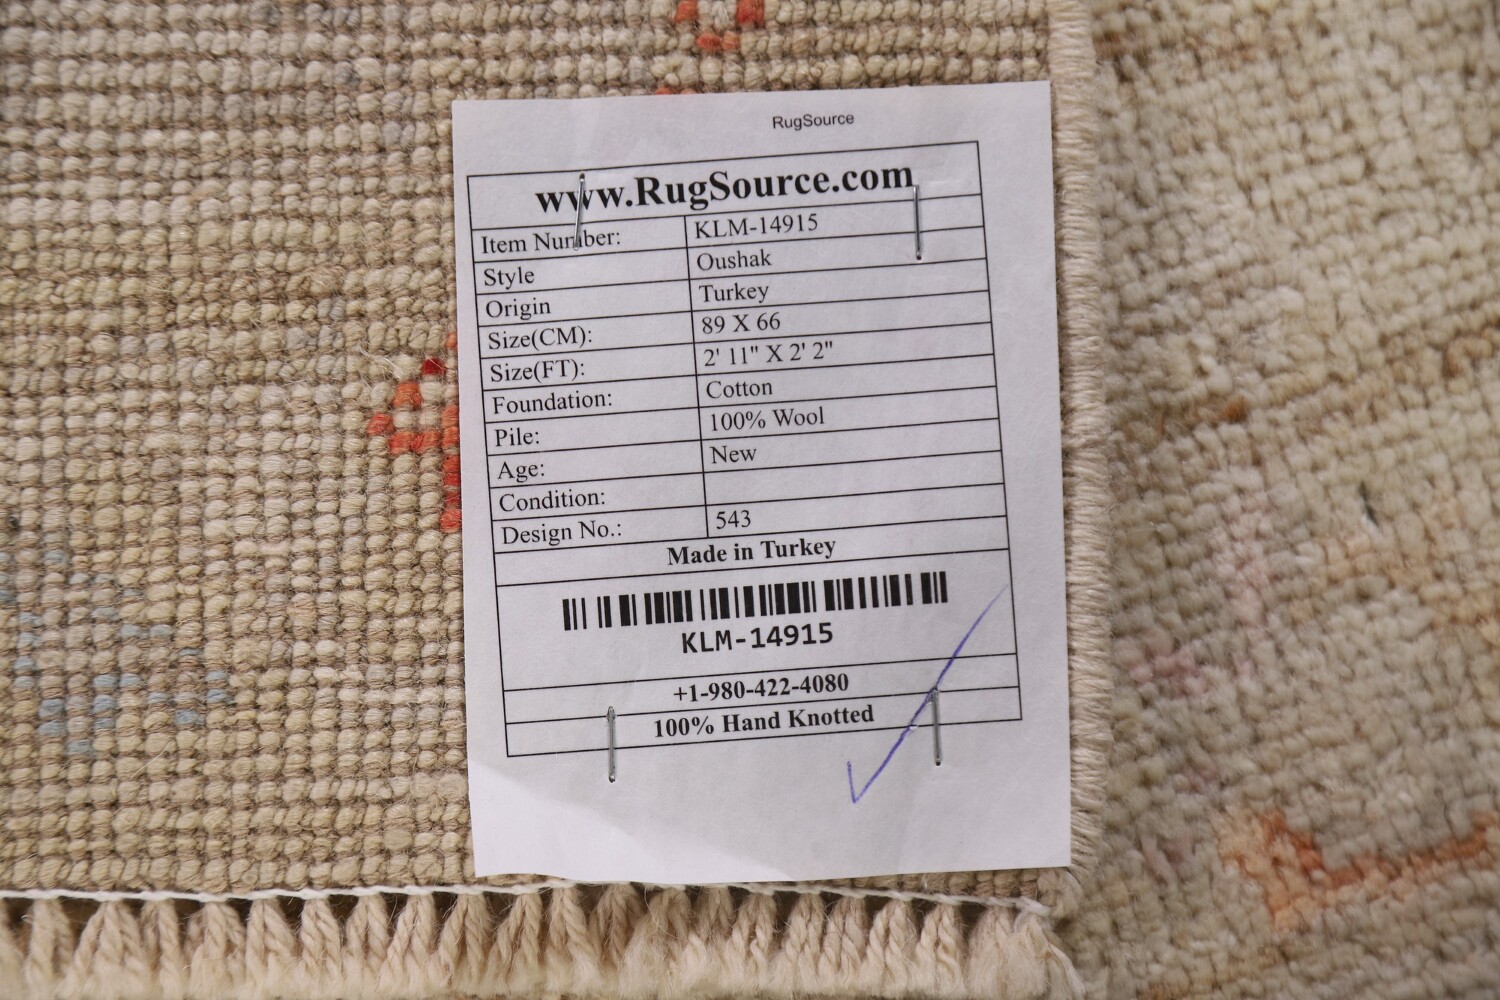 RugSource
www.RugSource.com
Item Number: KLM-14915
Style Oushak
Origin Turkey
Size(CM): 89 X 66
Size(FT): 2' 11" X 2' 2"
Foundation: Cotton
Pile: 100% Wool
Age: New
Condition:
Design No.: 543
Made in Turkey
KLM-14915
+1-980-422-4080
100% Hand Knotted